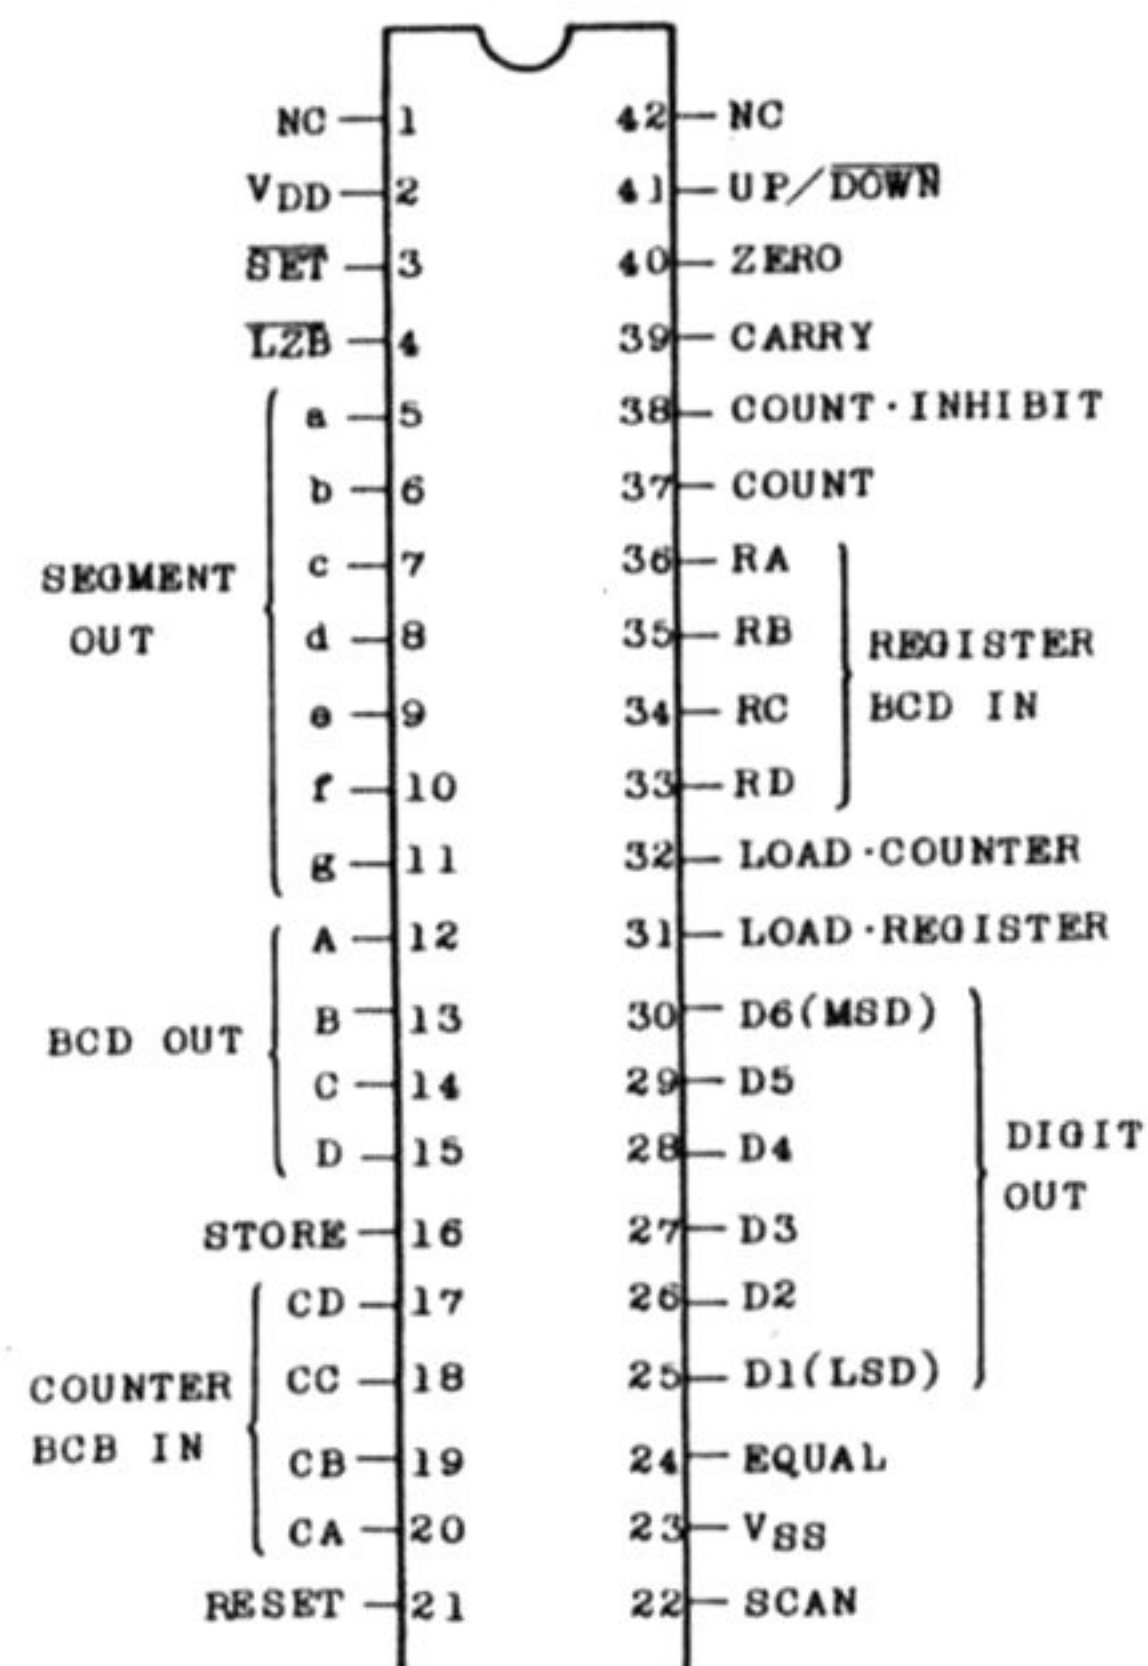 NC 1 42 NC
VDD 2 41 UP/DOWN
SET 3 40 ZERO
LZB 4 39 CARRY
a 5 38 COUNT·INHIBIT
b 6 37 COUNT
c 7 36 RA
SEGMENT
OUT
d 8 35 RB
REGISTER
BCD IN
e 9 34 RC
f 10 33 RD
g 11 32 LOAD·COUNTER
A 12 31 LOAD·REGISTER
B 13 30 D6(MSD)
BCD OUT
C 14 29 D5
D 15 28 D4
DIGIT
OUT
STORE 16 27 D3
CD 17 26 D2
CC 18 25 D1(LSD)
COUNTER
BCB IN
CB 19 24 EQUAL
CA 20 23 VSS
RESET 21 22 SCAN